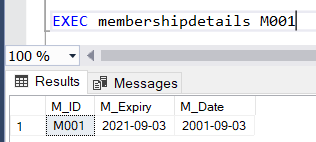 EXEC membershipdetails M001
100 %
Results Messages
M_ID M_Expiry M_Date
1 M001 2021-09-03 2001-09-03